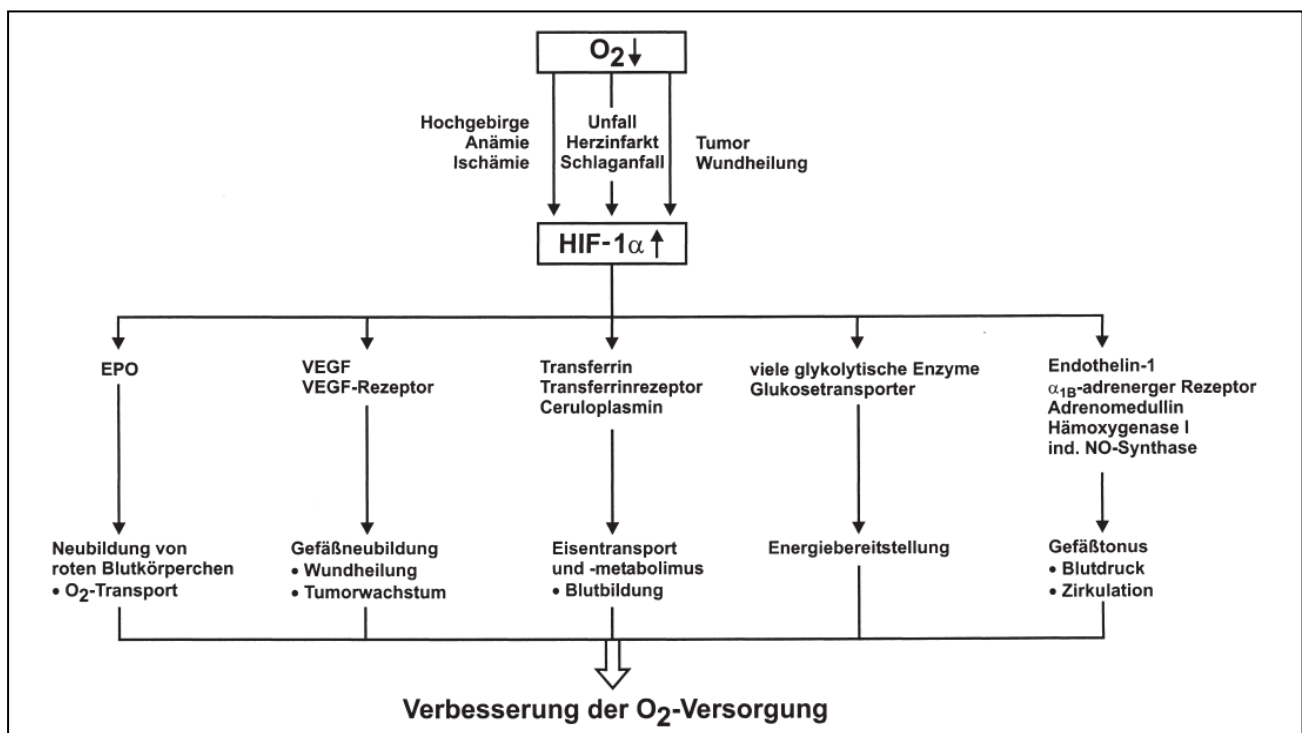 O2↓
Hochgebirge
Anämie
Ischämie
Unfall
Herzinfarkt
Schlaganfall
Tumor
Wundheilung
HIF-1α↑
EPO
VEGF
VEGF-Rezeptor
Transferrin
Transferrinrezeptor
Ceruloplasmin
viele glykolytische Enzyme
Glukosetransporter
Endothelin-1
α1B-adrenerger Rezeptor
Adrenomedullin
Hämoxygenase I
ind. NO-Synthase
Neubildung von
roten Blutkörperchen
• O2-Transport
Gefäßneubildung
• Wundheilung
• Tumorwachstum
Eisentransport
und -metabolimus
• Blutbildung
Energiebereitstellung
Gefäßtonus
• Blutdruck
• Zirkulation
Verbesserung der O2-Versorgung